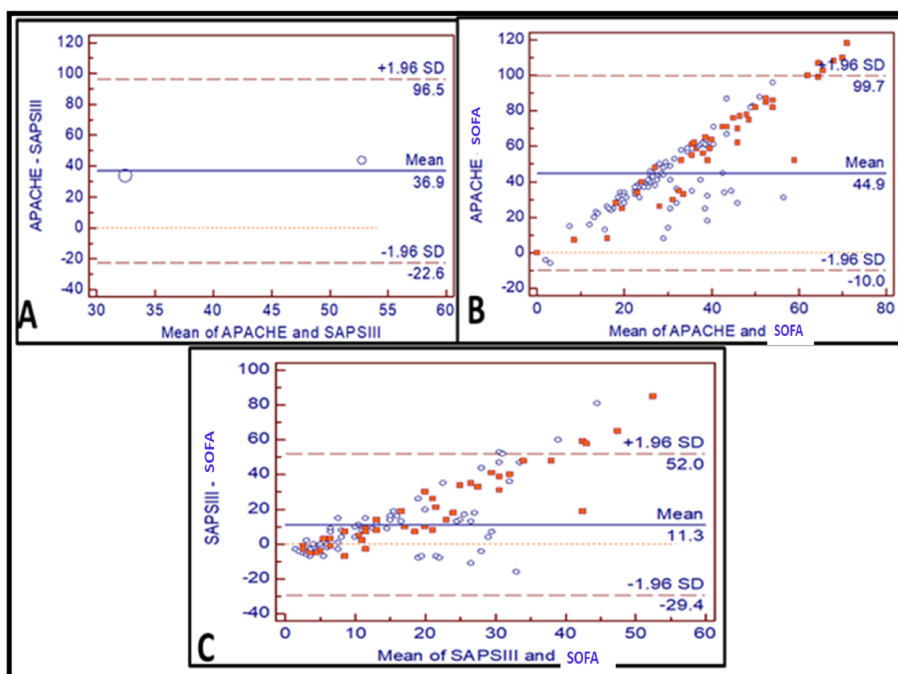 120
100
80
60
40
20
0
-20
-40
APACHE - SAPSIII
+1.96 SD
96.5
Mean
36.9
-1.96 SD
-22.6
30 35 40 45 50 55 60
Mean of APACHE and SAPSIII
A
120
100
80
60
40
20
0
-20
APACHE - SOFA
+1.96 SD
99.7
Mean
44.9
-1.96 SD
-10.0
0 20 40 60 80
Mean of APACHE and SOFA
B
100
80
60
40
20
0
-20
-40
SAPSIII - SOFA
+1.96 SD
52.0
Mean
11.3
-1.96 SD
-29.4
0 10 20 30 40 50 60
Mean of SAPSIII and SOFA
C